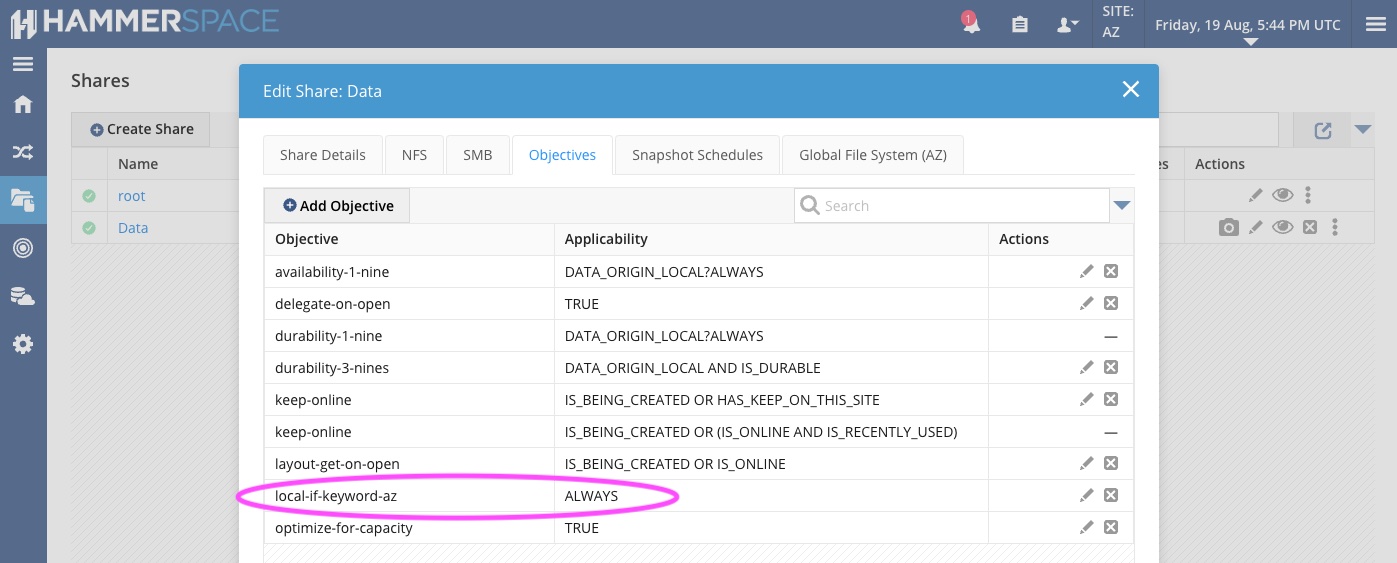 HAMMERSPACE
1
SITE:
AZ
Friday, 19 Aug, 5:44 PM UTC
Shares
Create Share
Name
root
Data
es
Actions
Edit Share: Data
Share Details NFS SMB Objectives Snapshot Schedules Global File System (AZ)
Add Objective Search
Objective Applicability Actions
availability-1-nine DATA_ORIGIN_LOCAL?ALWAYS
delegate-on-open TRUE
durability-1-nine DATA_ORIGIN_LOCAL?ALWAYS —
durability-3-nines DATA_ORIGIN_LOCAL AND IS_DURABLE
keep-online IS_BEING_CREATED OR HAS_KEEP_ON_THIS_SITE
keep-online IS_BEING_CREATED OR (IS_ONLINE AND IS_RECENTLY_USED) —
layout-get-on-open IS_BEING_CREATED OR IS_ONLINE
local-if-keyword-az ALWAYS
optimize-for-capacity TRUE